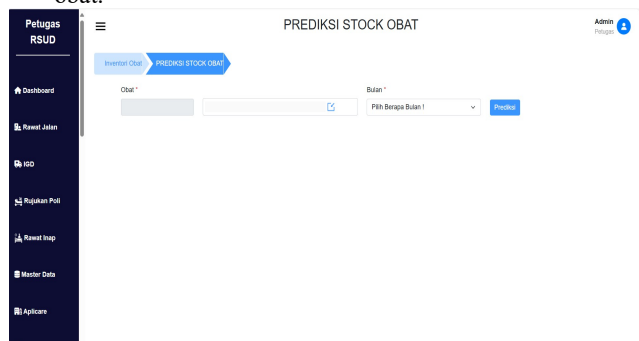 obat.
Petugas
RSUD
PREDIKSI STOCK OBAT
Admin
Petugas
Inventori Obat
PREDIKSI STOCK OBAT
Dashboard
Obat *
Bulan *
Pilih Berapa Bulan !
Prediksi
Rawat Jalan
IGD
Rujukan Poli
Rawat Inap
Master Data
Aplicare